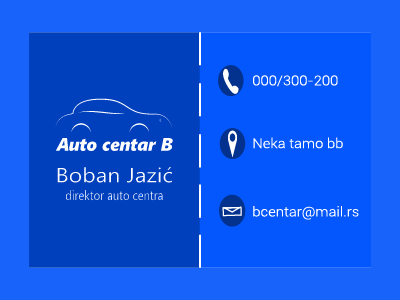 Auto centar B
Boban Jazić
direktor auto centra
000/300-200
Neka tamo bb
bcentar@mail.rs